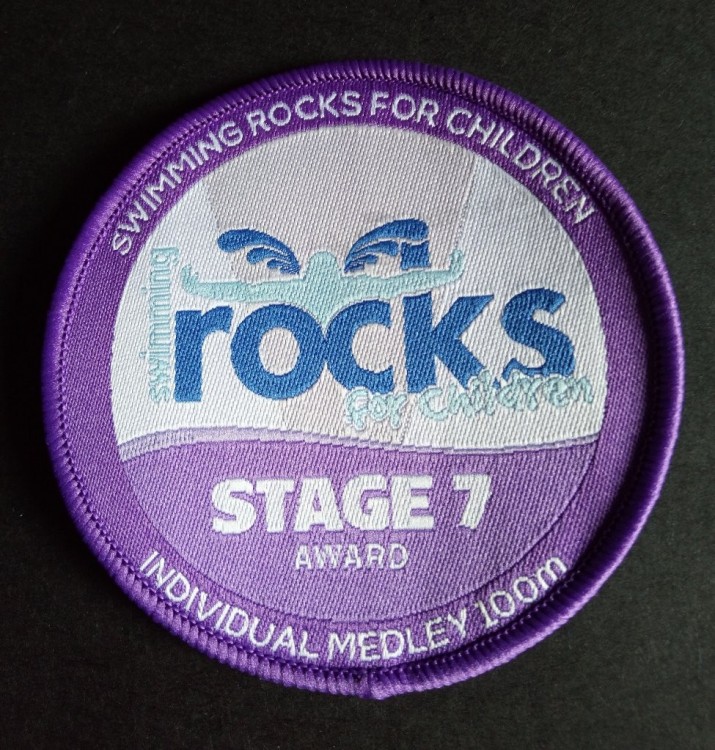 SWIMMING ROCKS FOR CHILDREN
swimming
rocks
for Children
STAGE 7
AWARD
INDIVIDUAL MEDLEY 100m